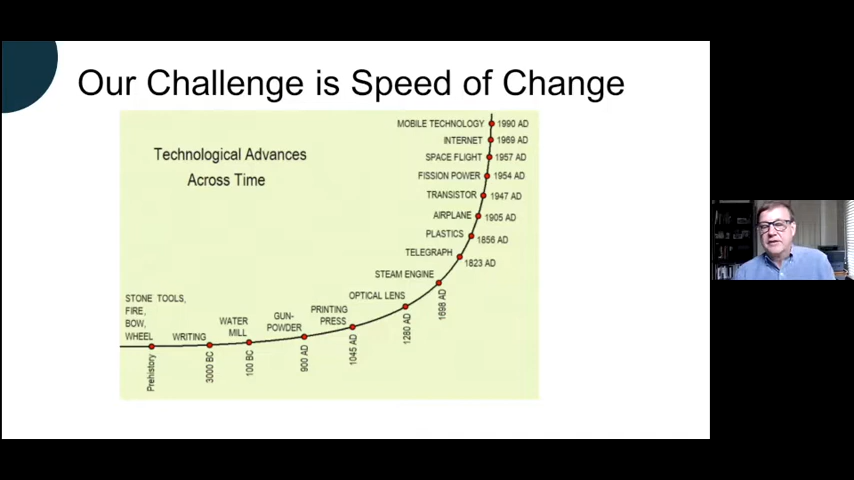 Our Challenge is Speed of Change
Technological Advances
Across Time
MOBILE TECHNOLOGY 1990 AD
INTERNET 1969 AD
SPACE FLIGHT 1957 AD
FISSION POWER 1954 AD
TRANSISTOR 1947 AD
AIRPLANE 1905 AD
PLASTICS 1856 AD
TELEGRAPH 1823 AD
STEAM ENGINE 1698 AD
OPTICAL LENS 1280 AD
PRINTING
PRESS 1045 AD
GUN-
POWDER 900 AD
WATER
MILL 100 BC
WRITING 3000 BC
STONE TOOLS,
FIRE,
BOW,
WHEEL Prehistory